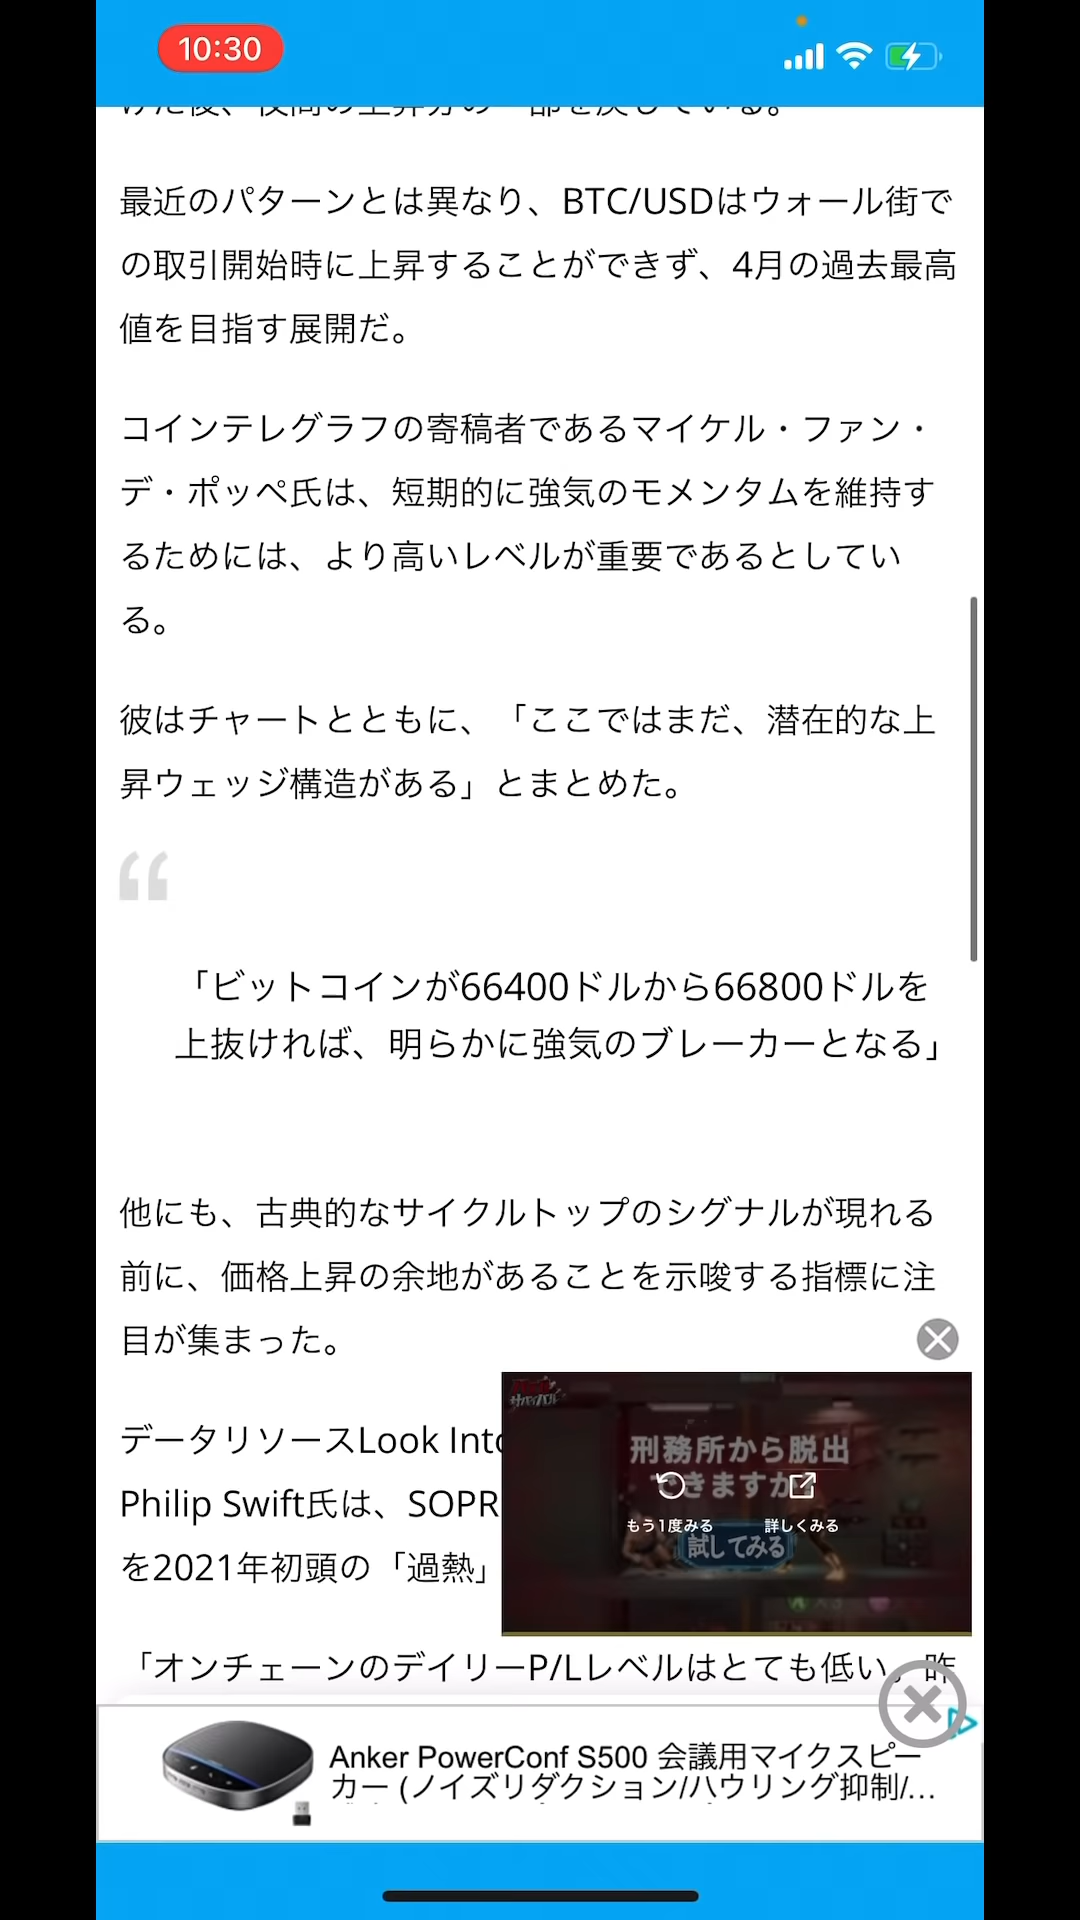 10:30
最近のパターンとは異なり、BTC/USDはウォール街で
の取引開始時に上昇することができず、4月の過去最高
値を目指す展開だ。
コインテレグラフの寄稿者であるマイケル・ファン・
デ・ポッペ氏は、短期的に強気のモメンタムを維持す
るためには、より高いレベルが重要であるとしてい
る。
彼はチャートとともに、「ここではまだ、潜在的な上
昇ウェッジ構造がある」とまとめた。
「ビットコインが66400ドルから66800ドルを
上抜ければ、明らかに強気のブレーカーとなる」
他にも、古典的なサイクルトップのシグナルが現れる
前に、価格上昇の余地があることを示唆する指標に注
目が集まった。
データリソースLook Into
Philip Swift氏は、SOPR
を2021年初頭の「過熱」
刑務所から脱出
できますか
もう1度みる 詳しくみる
試してみる
「オンチェーンのデイリーP/Lレベルはとても低い。昨
Anker PowerConf S500 会議用マイクスピー
カー (ノイズリダクション/ハウリング抑制/...